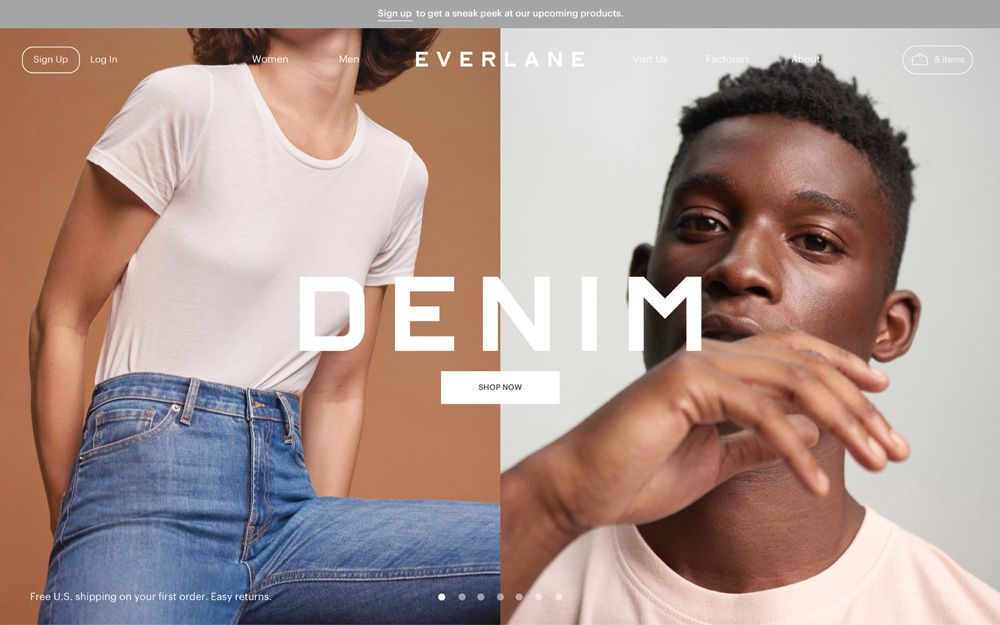 Sign up to get a sneak peek at our upcoming products.
Sign Up Log In Women Men EVERLANE Visit Us Factories About 6 items
DENIM
SHOP NOW
Free U.S. shipping on your first order. Easy returns.